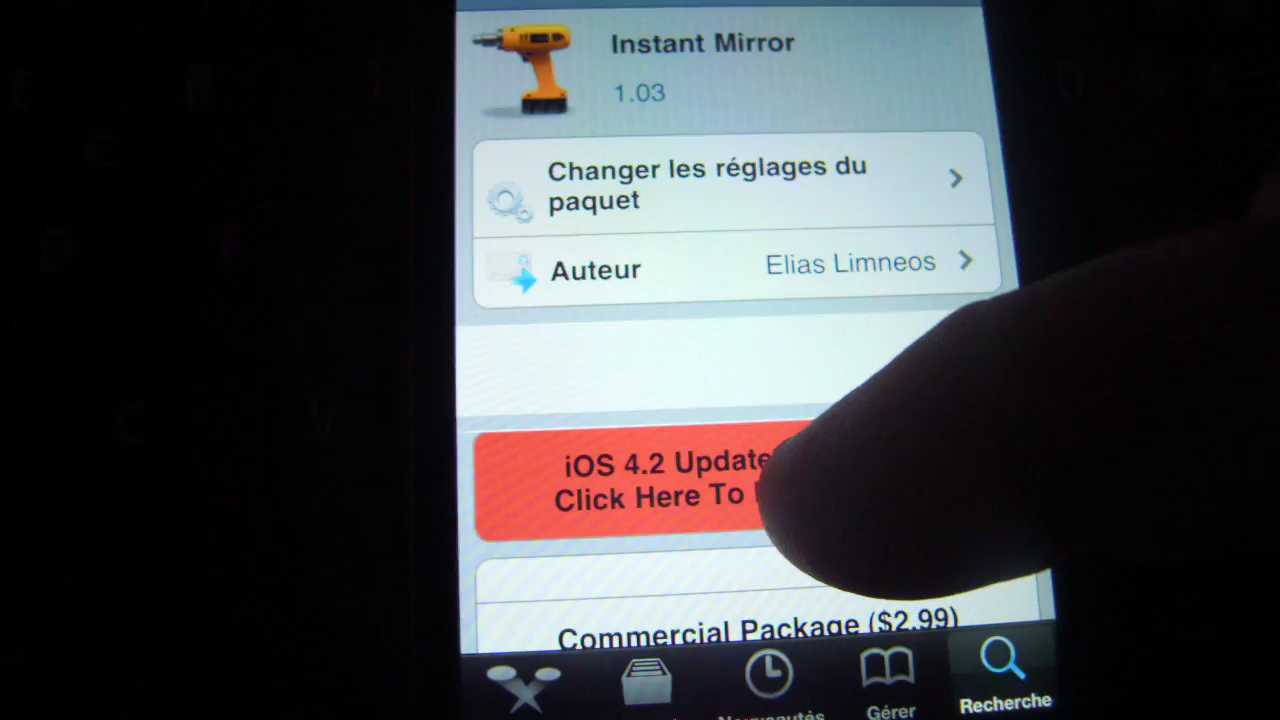 Instant Mirror
1.03
Changer les réglages du
paquet
Auteur Elias Limneos
iOS 4.2 Update
Click Here To
Commercial Package ($2.99)
Nouveautés
Gérer
Recherche